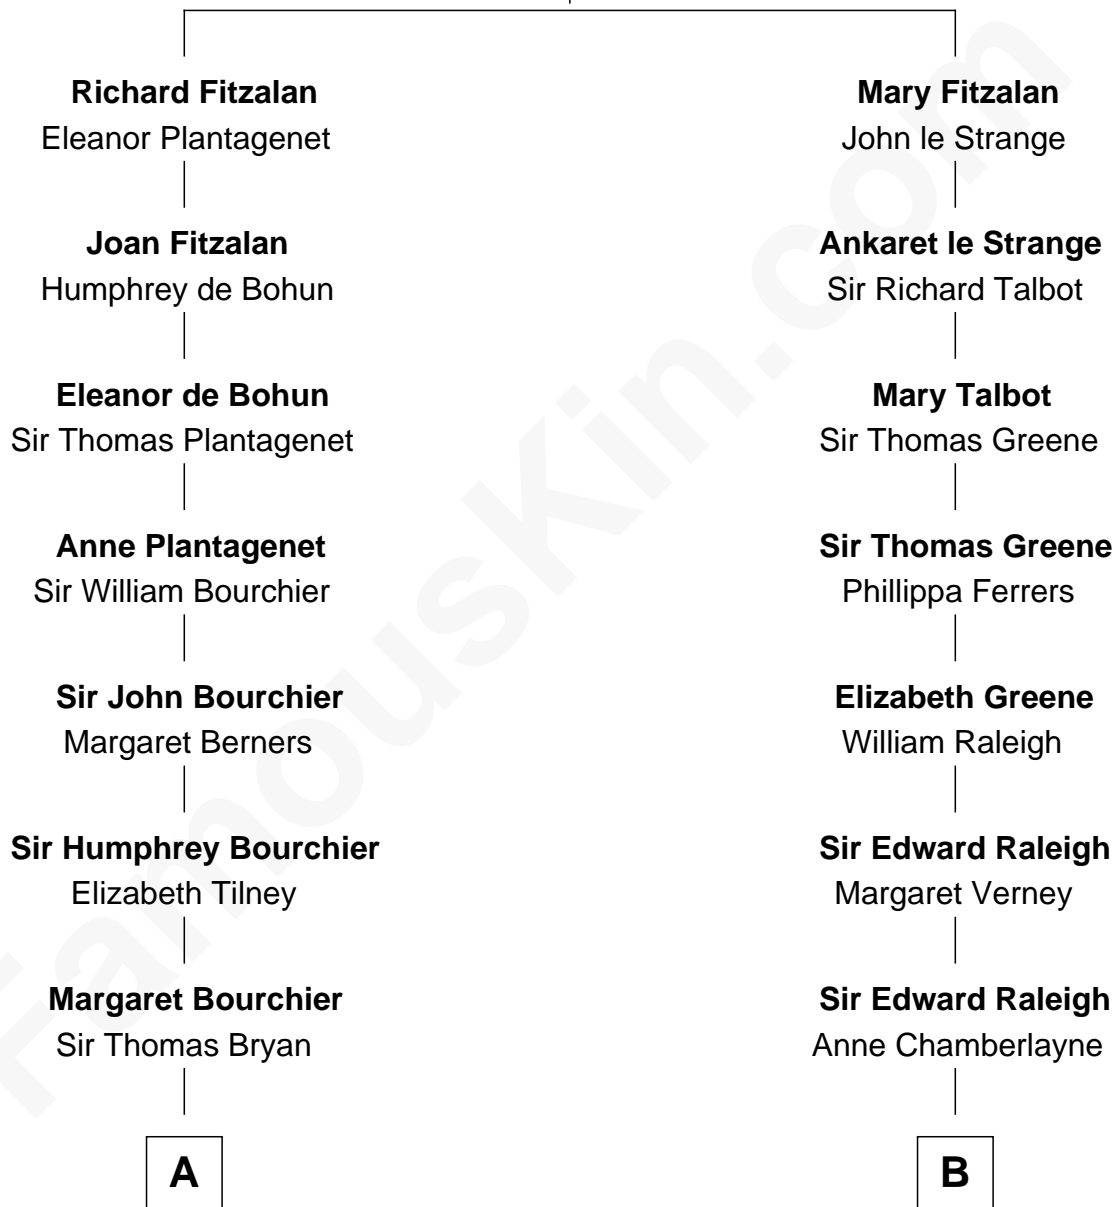 Richard Fitzalan
Eleanor Plantagenet
Joan Fitzalan
Humphrey de Bohun
Eleanor de Bohun
Sir Thomas Plantagenet
Anne Plantagenet
Sir William Bourchier
Sir John Bourchier
Margaret Berners
Sir Humphrey Bourchier
Elizabeth Tilney
Margaret Bourchier
Sir Thomas Bryan
A
Mary Fitzalan
John le Strange
Ankaret le Strange
Sir Richard Talbot
Mary Talbot
Sir Thomas Greene
Sir Thomas Greene
Phillippa Ferrers
Elizabeth Greene
William Raleigh
Sir Edward Raleigh
Margaret Verney
Sir Edward Raleigh
Anne Chamberlayne
B
FamousKin.com